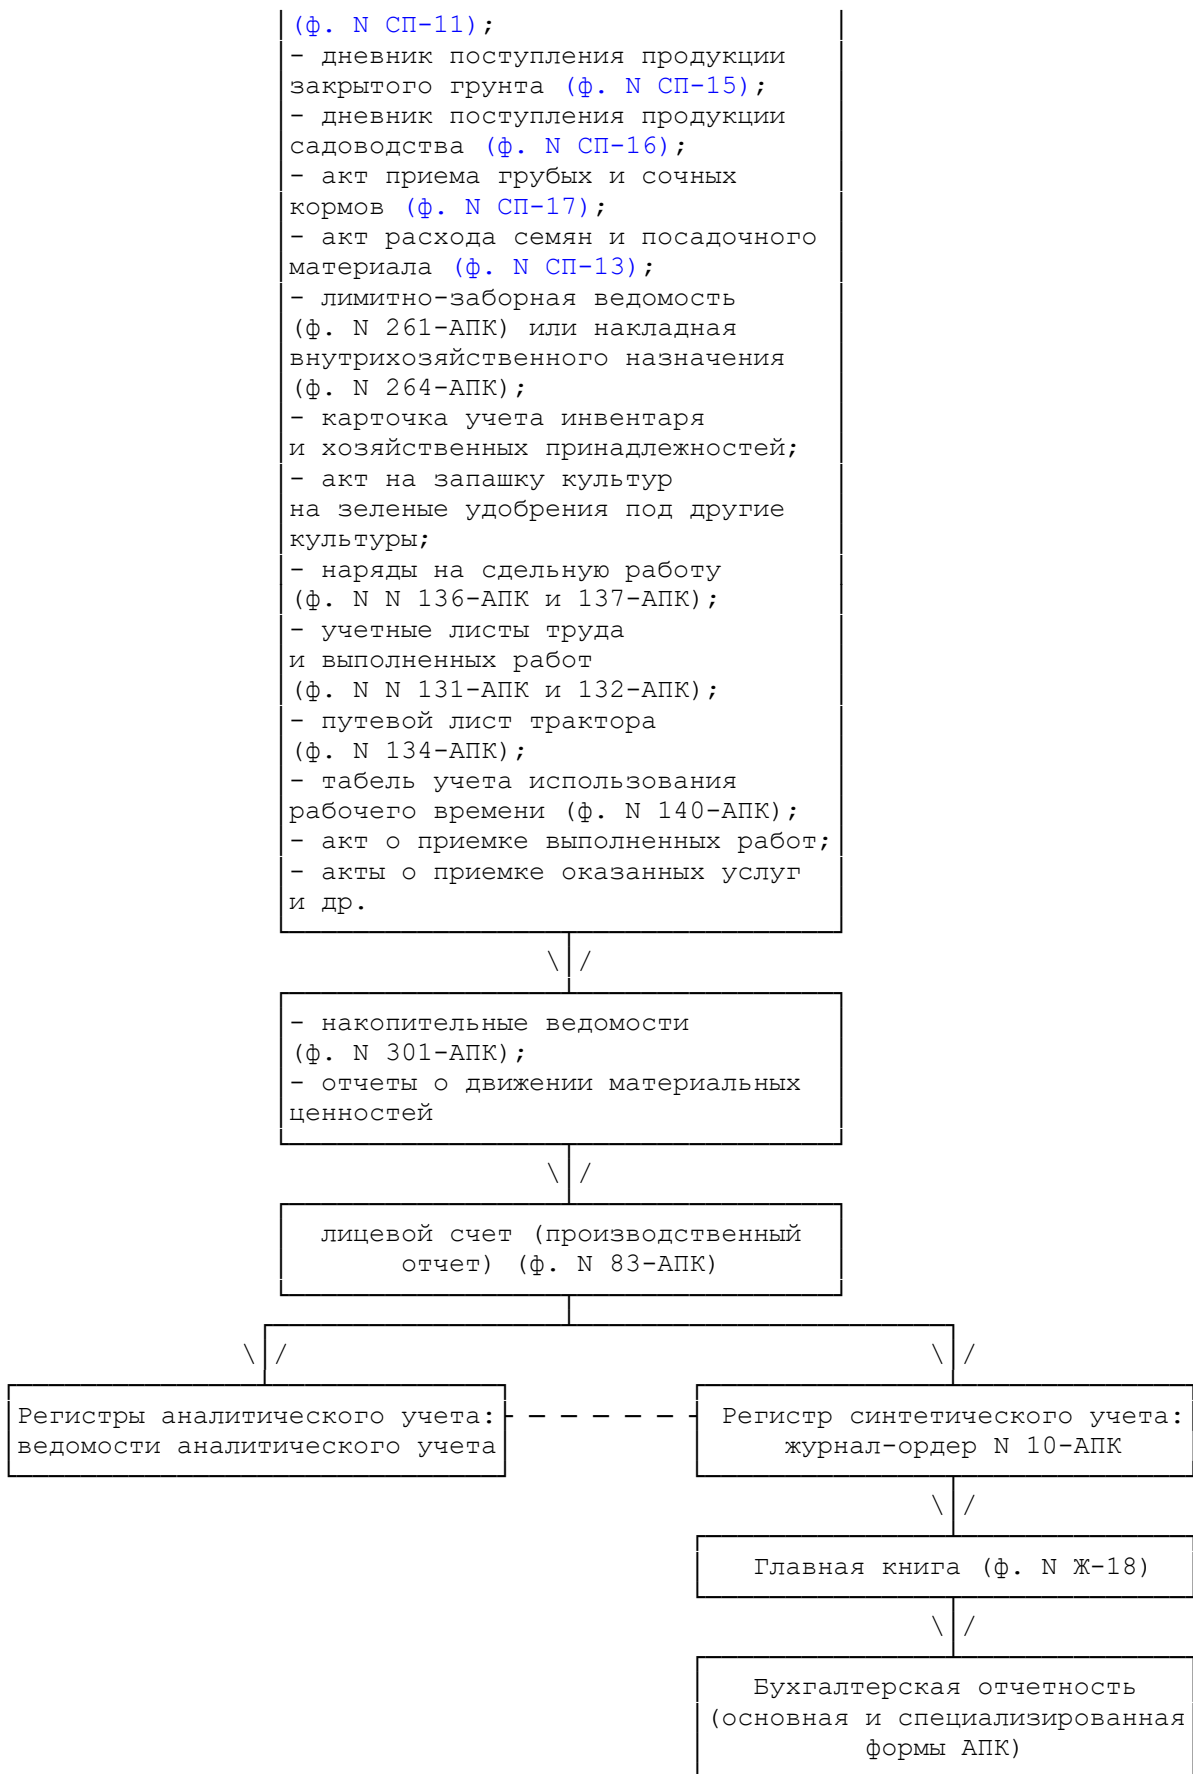 (ф. N СП-11);
- дневник поступления продукции
закрытого грунта (ф. N СП-15);
- дневник поступления продукции
садоводства (ф. N СП-16);
- акт приема грубых и сочных
кормов (ф. N СП-17);
- акт расхода семян и посадочного
материала (ф. N СП-13);
- лимитно-заборная ведомость
(ф. N 261-АПК) или накладная
внутрихозяйственного назначения
(ф. N 264-АПК);
- карточка учета инвентаря
и хозяйственных принадлежностей;
- акт на запашку культур
на зеленые удобрения под другие
культуры;
- наряды на сдельную работу
(ф. N N 136-АПК и 137-АПК);
- учетные листы труда
и выполненных работ
(ф. N N 131-АПК и 132-АПК);
- путевой лист трактора
(ф. N 134-АПК);
- табель учета использования
рабочего времени (ф. N 140-АПК);
- акт о приемке выполненных работ;
- акты о приемке оказанных услуг
и др.
- накопительные ведомости
(ф. N 301-АПК);
- отчеты о движении материальных
ценностей
лицевой счет (производственный
отчет) (ф. N 83-АПК)
Регистры аналитического учета:
ведомости аналитического учета
Регистр синтетического учета:
журнал-ордер N 10-АПК
Главная книга (ф. N Ж-18)
Бухгалтерская отчетность
(основная и специализированная
формы АПК)